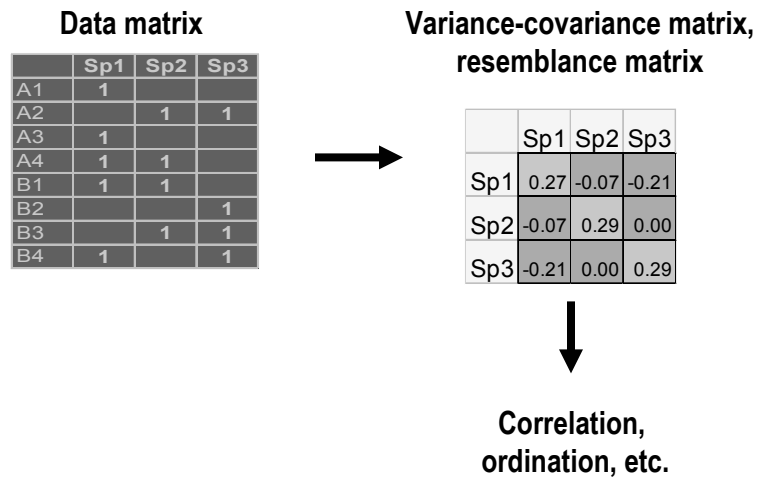 Data matrix
Sp1 Sp2 Sp3
A1 1
A2 1 1
A3 1
A4 1 1
B1 1 1
B2 1
B3 1 1
B4 1 1
Variance-covariance matrix,
resemblance matrix
Sp1 Sp2 Sp3
Sp1 0.27 -0.07 -0.21
Sp2 -0.07 0.29 0.00
Sp3 -0.21 0.00 0.29
Correlation,
ordination, etc.